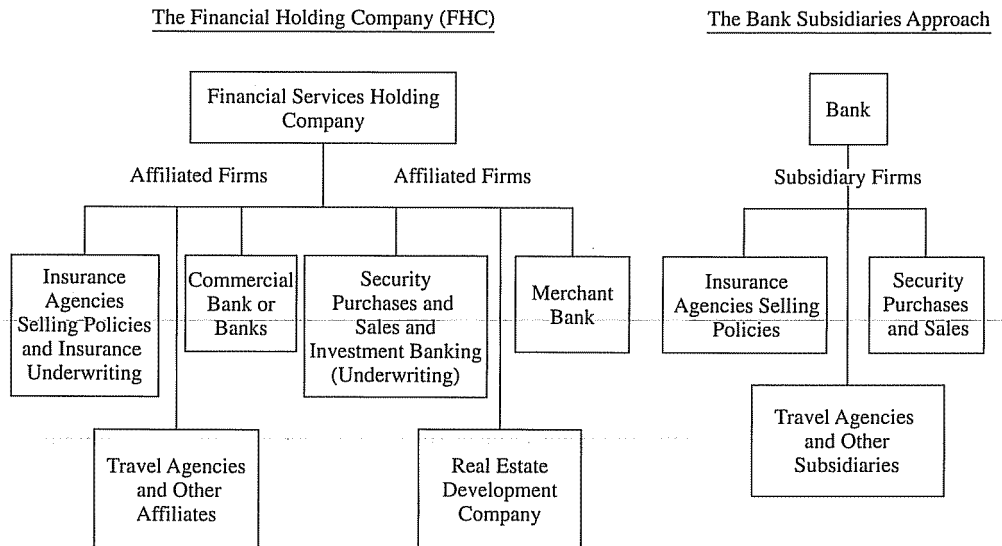 The Financial Holding Company (FHC)
The Bank Subsidiaries Approach
Financial Services Holding
Company
Bank
Affiliated Firms
Affiliated Firms
Subsidiary Firms
Insurance
Agencies
Selling Policies
and Insurance
Underwriting
Commercial
Bank or
Banks
Security
Purchases and
Sales and
Investment Banking
(Underwriting)
Merchant
Bank
Insurance
Agencies Selling
Policies
Security
Purchases
and Sales
Travel Agencies
and Other
Affiliates
Real Estate
Development
Company
Travel Agencies
and Other
Subsidiaries